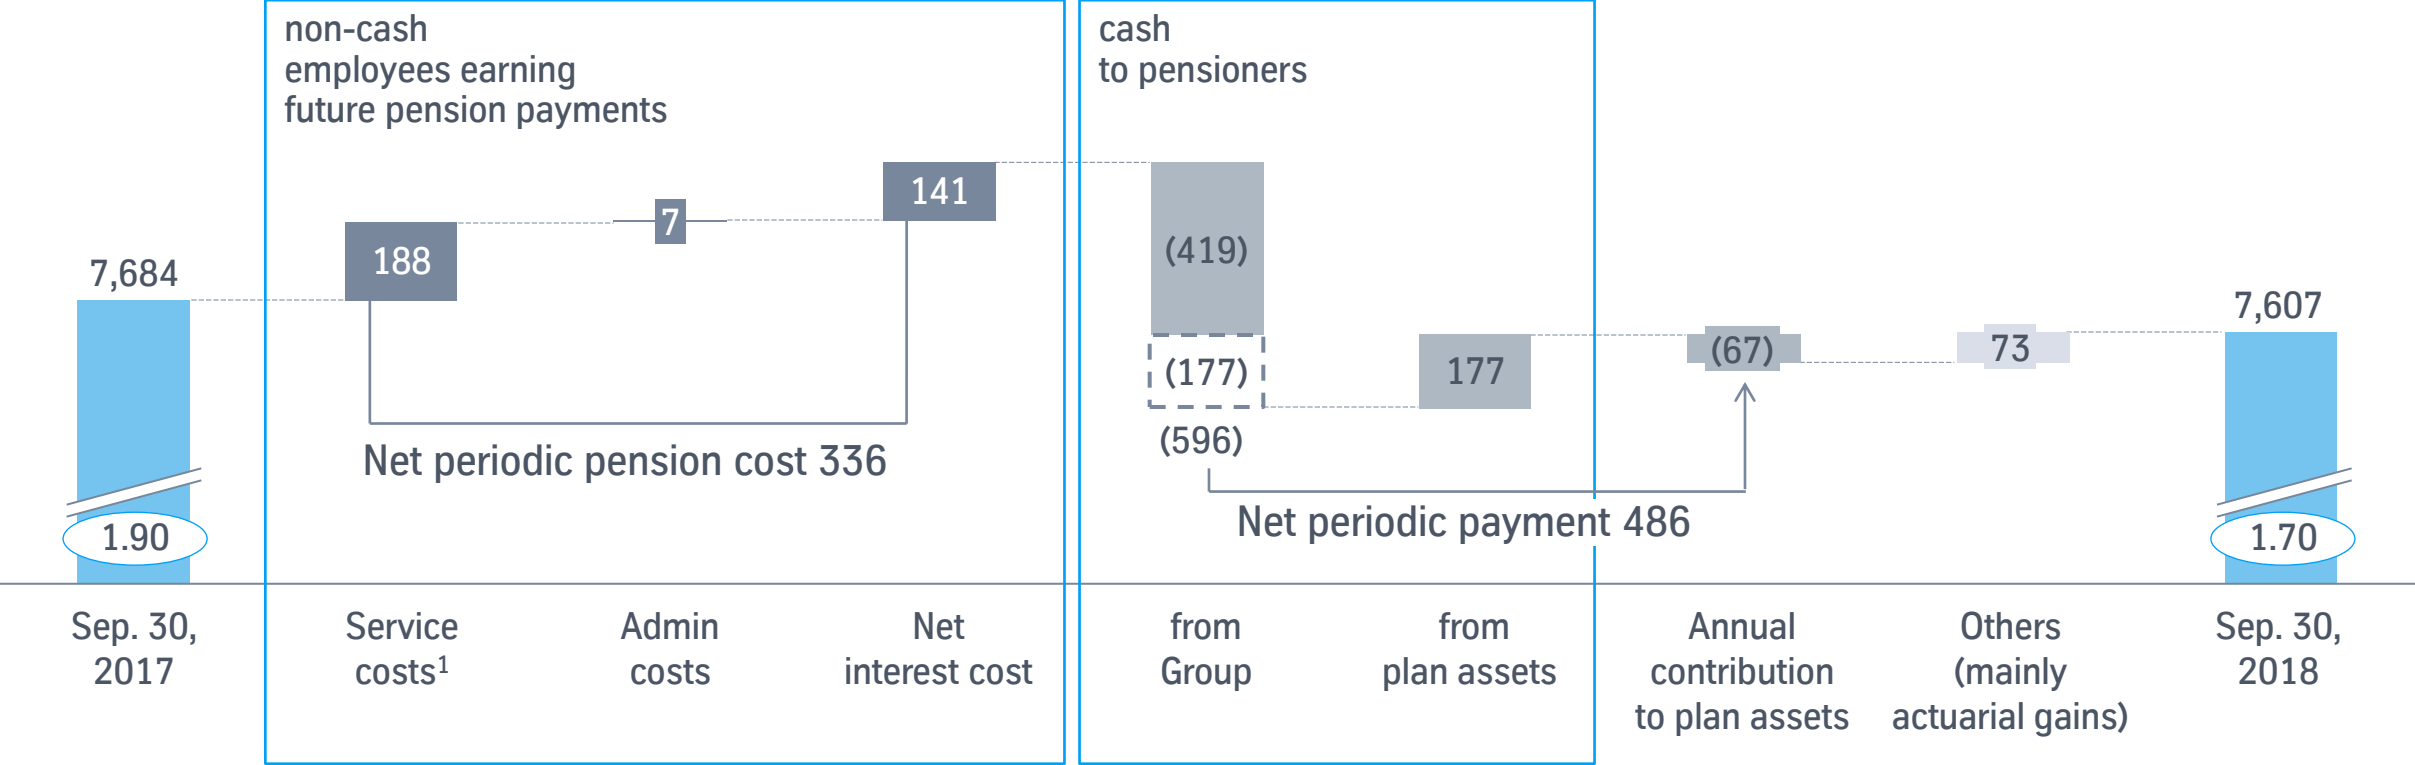 non-cash
employees earning
future pension payments
cash
to pensioners
7,684
188
7
141
(419)
(177)
(596)
177
(67)
73
7,607
Net periodic pension cost 336
Net periodic payment 486
1.90
1.70
Sep. 30,
2017
Service
costs¹
Admin
costs
Net
interest cost
from
Group
from
plan assets
Annual
contribution
to plan assets
Others
(mainly
actuarial gains)
Sep. 30,
2018